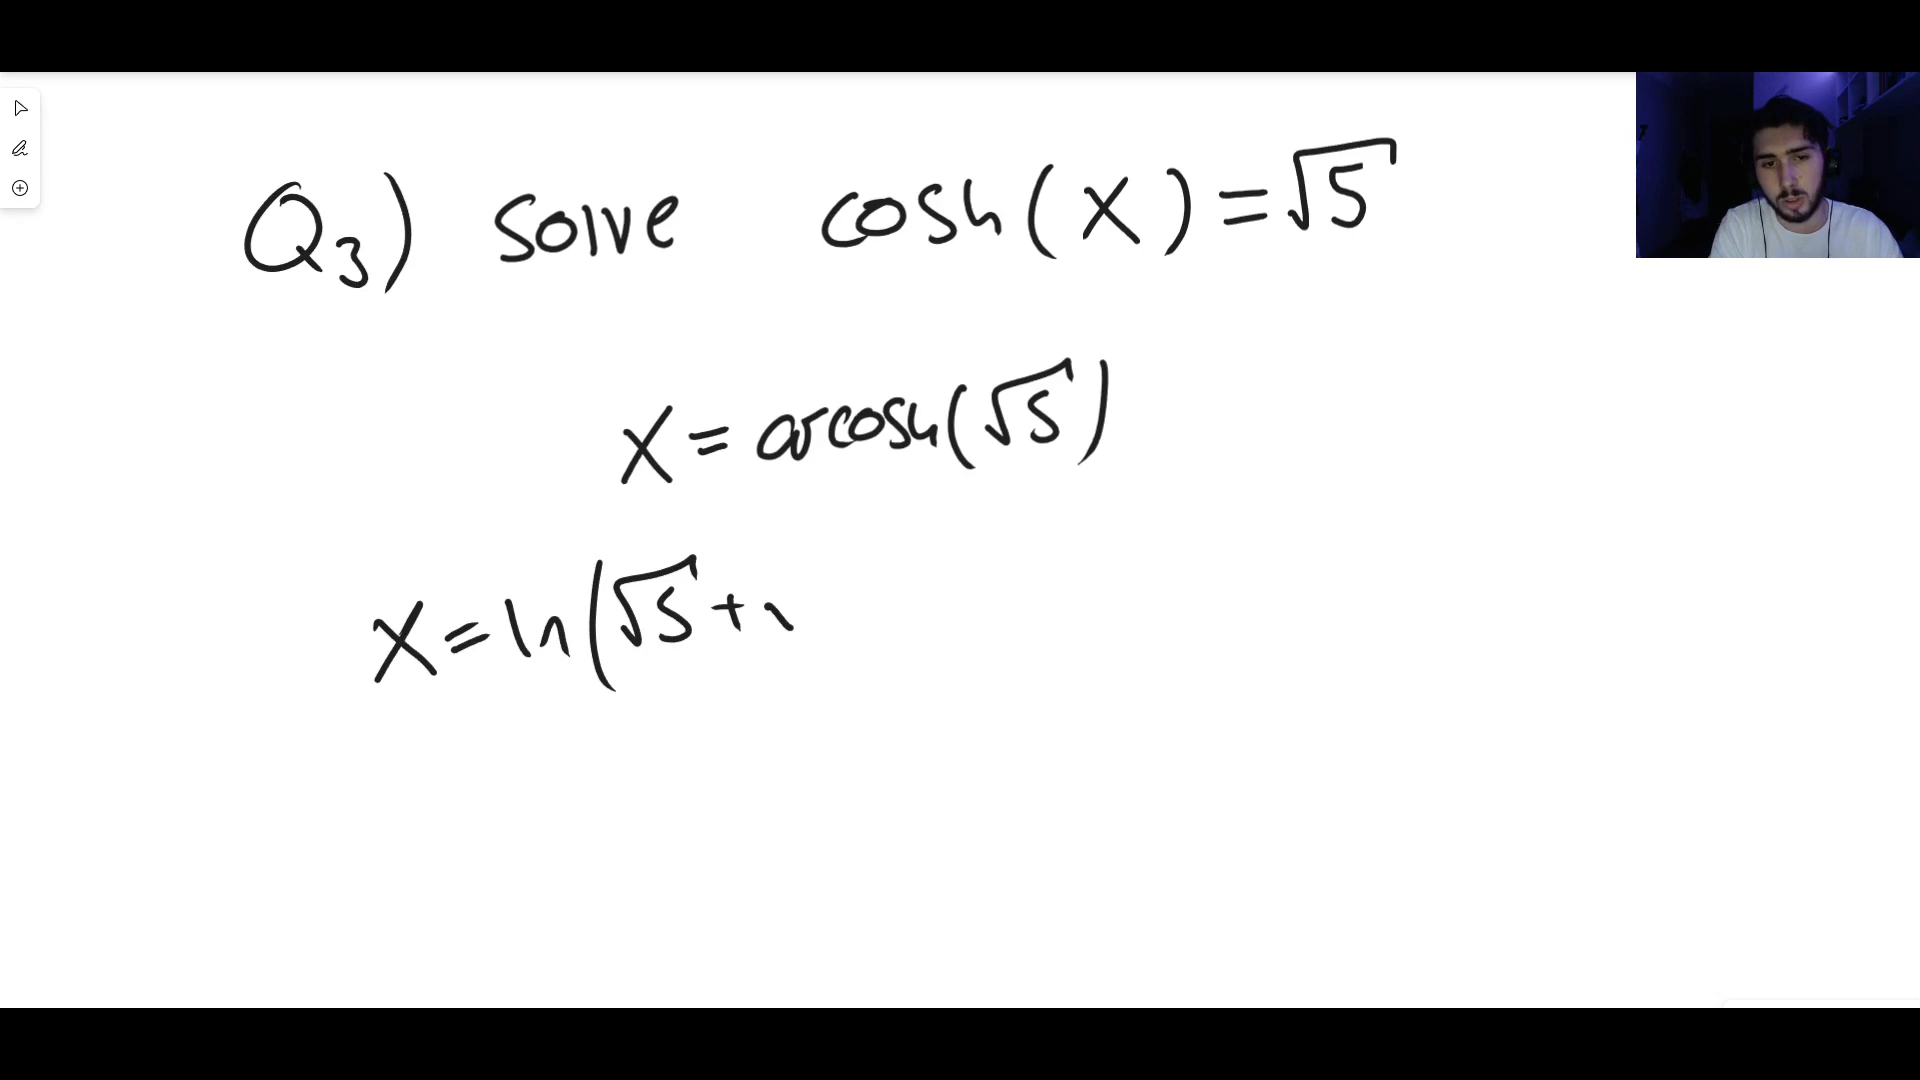 Q3) solve cosh(x)=√5
x= arcosh(√5)
x=ln(√5+